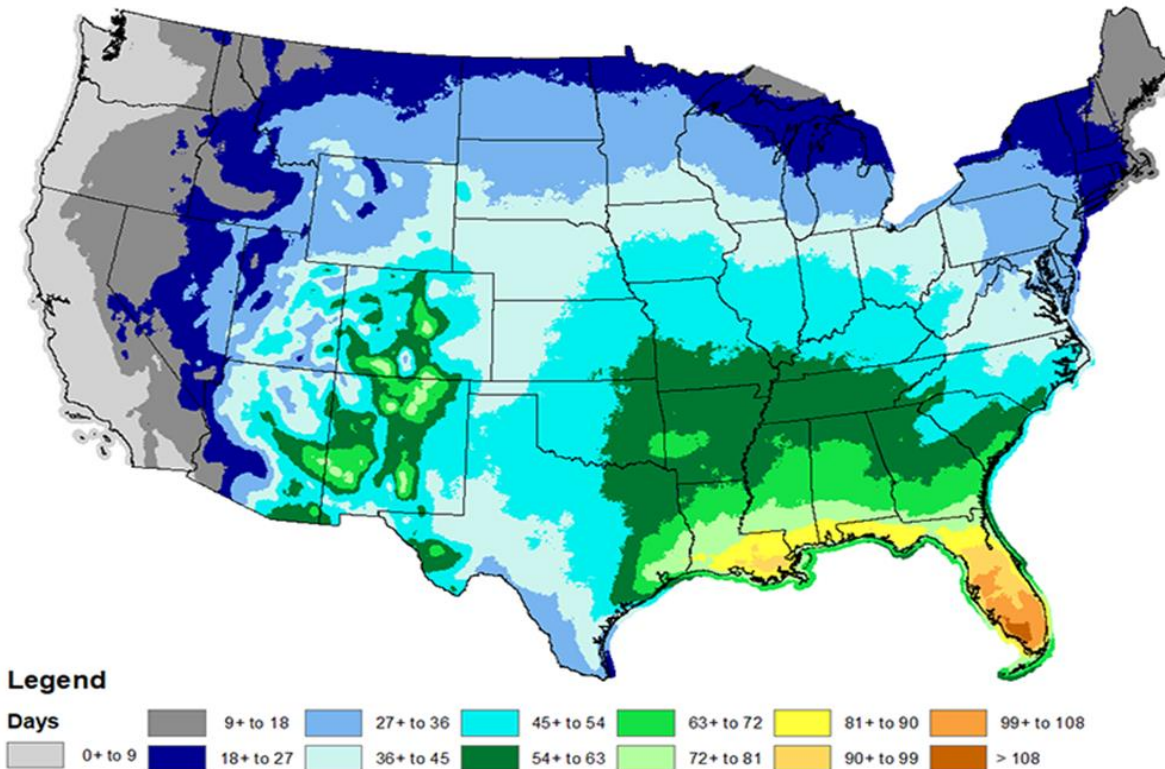 Legend
Days
9+ to 18
27+ to 36
45+ to 54
63+ to 72
81+ to 90
99+ to 108
0+ to 9
18+ to 27
36+ to 45
54+ to 63
72+ to 81
90+ to 99
> 108